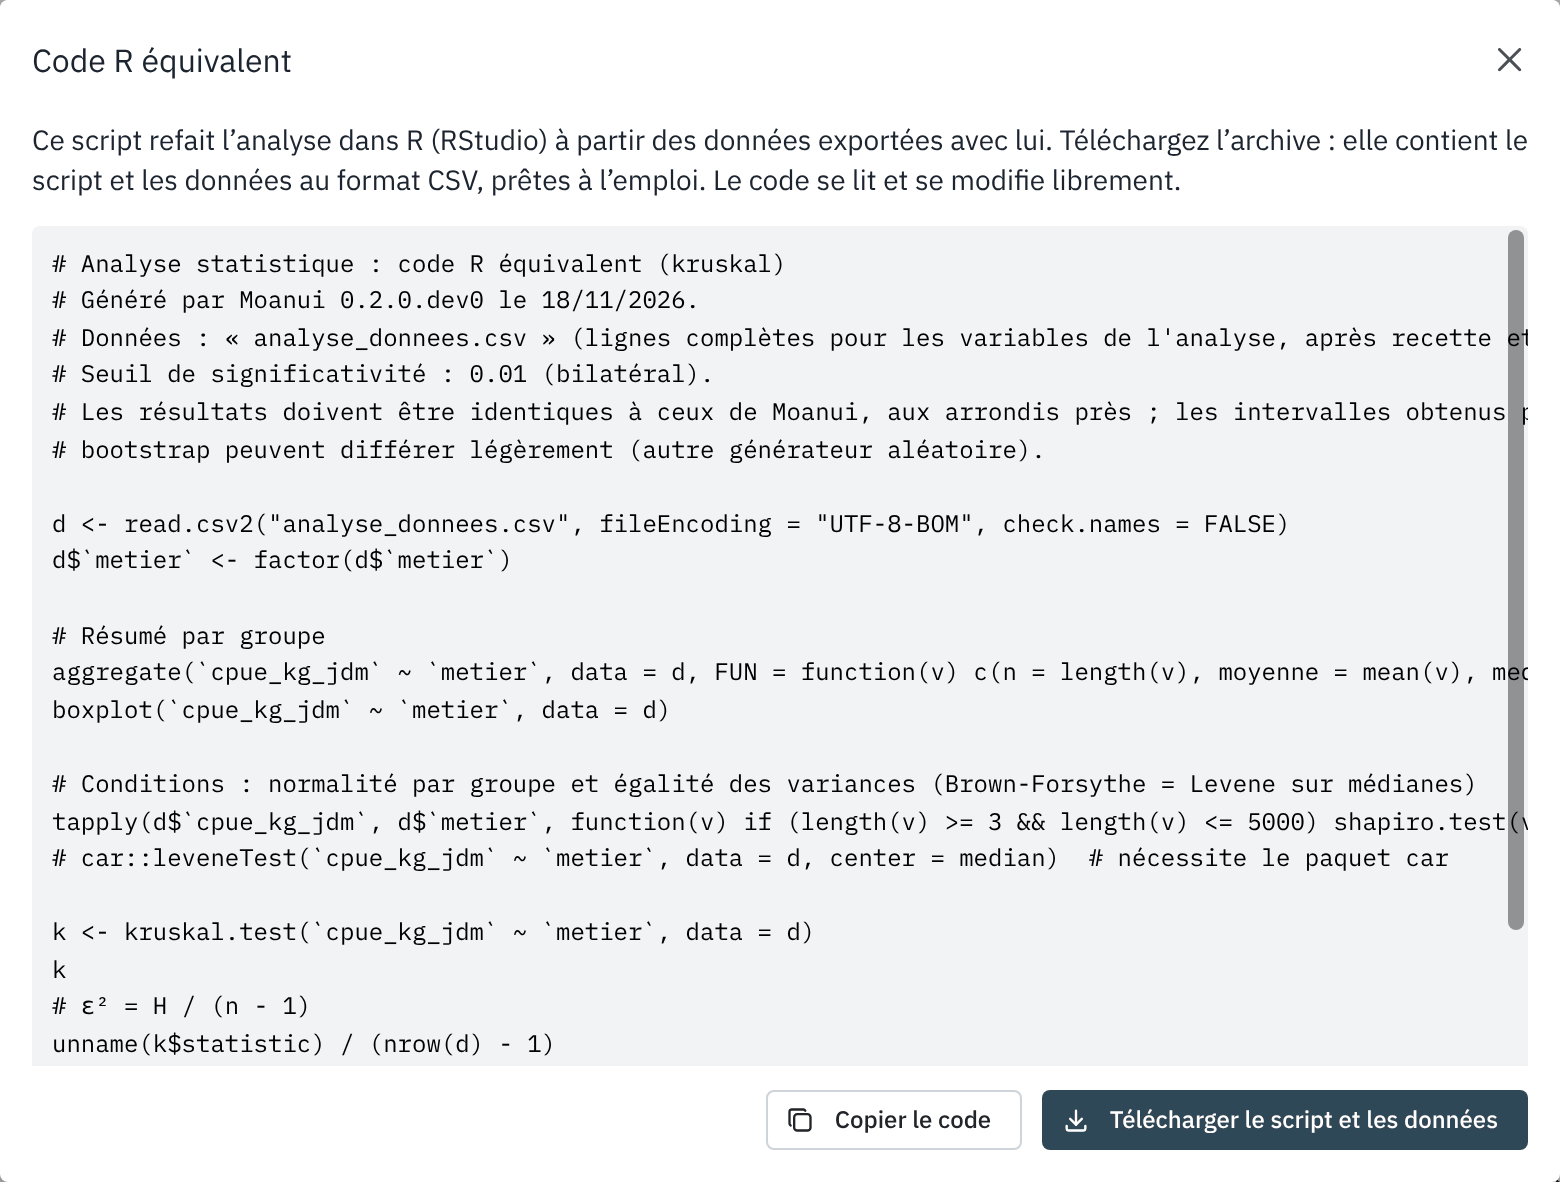 Code R équivalent
Ce script refait l’analyse dans R (RStudio) à partir des données exportées avec lui. Téléchargez l’archive : elle contient le
script et les données au format CSV, prêtes à l’emploi. Le code se lit et se modifie librement.
# Analyse statistique : code R équivalent (kruskal)
# Généré par Moanui 0.2.0.dev0 le 18/11/2026.
# Données : « analyse_donnees.csv » (lignes complètes pour les variables de l'analyse, après recette et
# Seuil de significativité : 0.01 (bilatéral).
# Les résultats doivent être identiques à ceux de Moanui, aux arrondis près ; les intervalles obtenus p
# bootstrap peuvent différer légèrement (autre générateur aléatoire).
d <- read.csv2("analyse_donnees.csv", fileEncoding = "UTF-8-BOM", check.names = FALSE)
d$`metier` <- factor(d$`metier`)
# Résumé par groupe
aggregate(`cpue_kg_jdm` ~ `metier`, data = d, FUN = function(v) c(n = length(v), moyenne = mean(v), med
boxplot(`cpue_kg_jdm` ~ `metier`, data = d)
# Conditions : normalité par groupe et égalité des variances (Brown-Forsythe = Levene sur médianes)
tapply(d$`cpue_kg_jdm`, d$`metier`, function(v) if (length(v) >= 3 && length(v) <= 5000) shapiro.test(v
# car::leveneTest(`cpue_kg_jdm` ~ `metier`, data = d, center = median)  # nécessite le paquet car
k <- kruskal.test(`cpue_kg_jdm` ~ `metier`, data = d)
k
# ε² = H / (n - 1)
unname(k$statistic) / (nrow(d) - 1)
Copier le code
Télécharger le script et les données